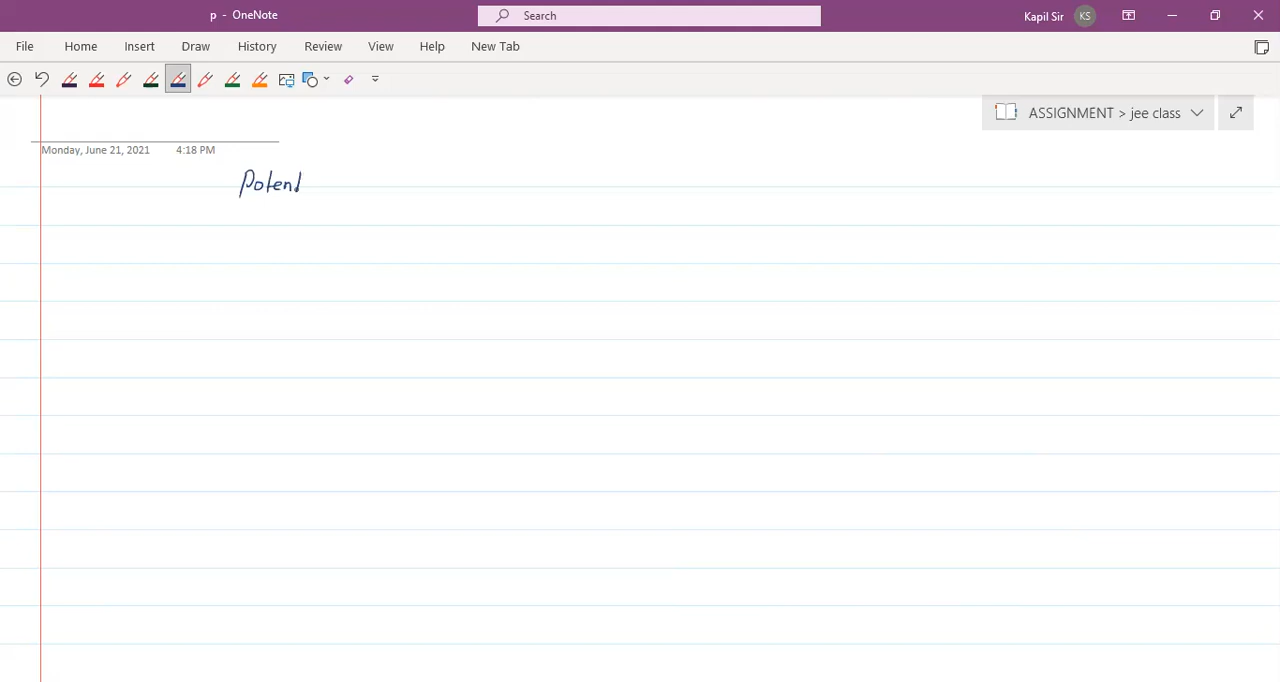 p - OneNote
Search
Kapil Sir KS
File Home Insert Draw History Review View Help New Tab
ASSIGNMENT > jee class
Monday, June 21, 2021 4:18 PM
Poten